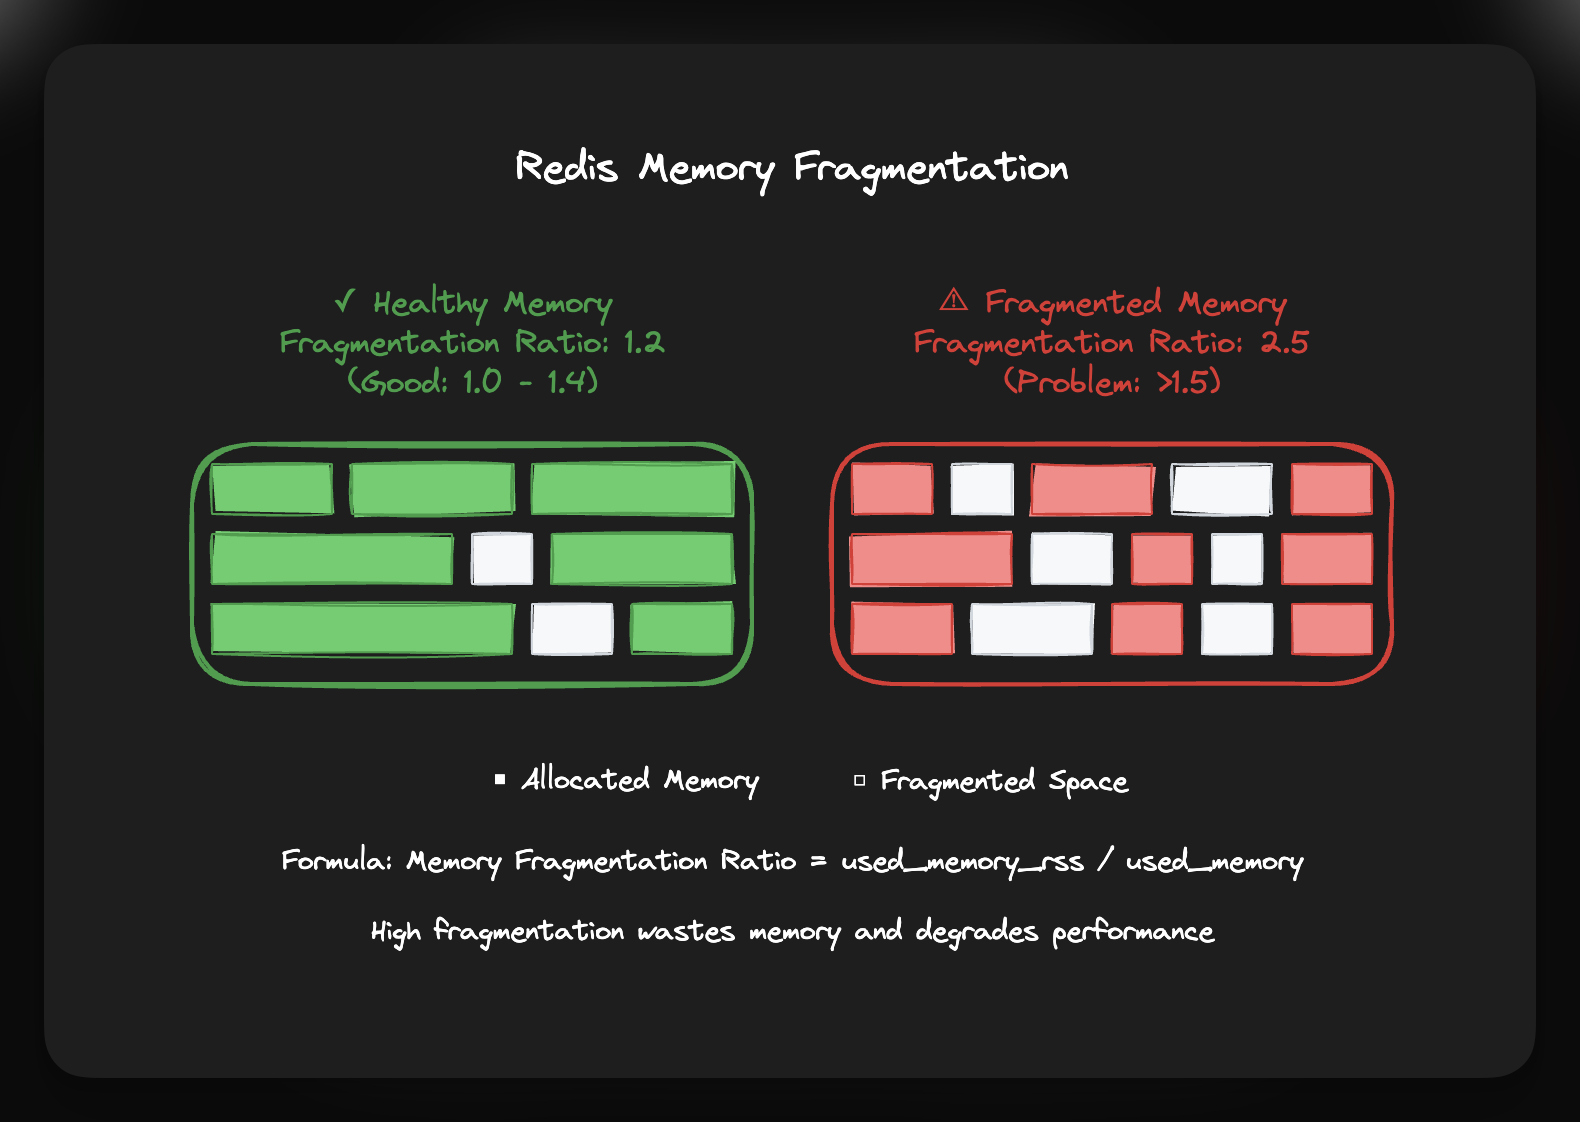 Redis Memory Fragmentation
✓ Healthy Memory
Fragmentation Ratio: 1.2
(Good: 1.0 - 1.4)
⚠ Fragmented Memory
Fragmentation Ratio: 2.5
(Problem: >1.5)
▪ Allocated Memory
▫ Fragmented Space
Formula: Memory Fragmentation Ratio = used_memory_rss / used_memory
High fragmentation wastes memory and degrades performance